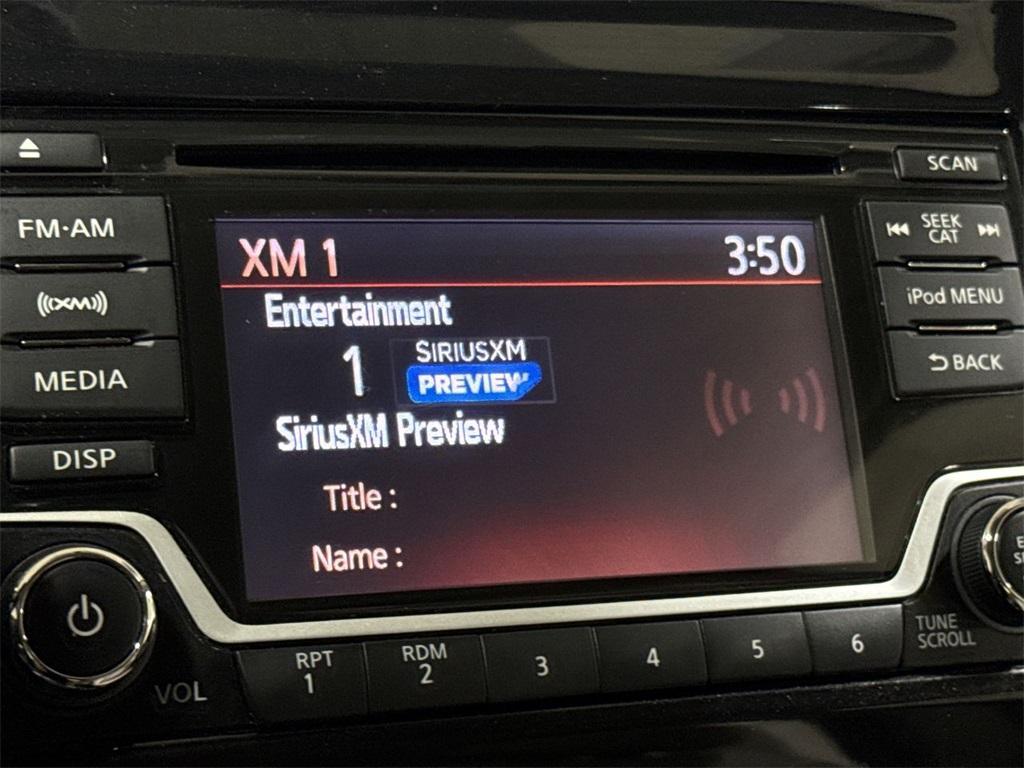 SCAN
FM·AM
SEEK
CAT
XM 1 3:50
Entertainment
(((XM)))
iPod MENU
1 SIRIUSXM
PREVIEW
MEDIA
BACK
SiriusXM Preview
DISP
Title :
Name :
TUNE
SCROLL
VOL
RPT
1
RDM
2
3
4
5
6